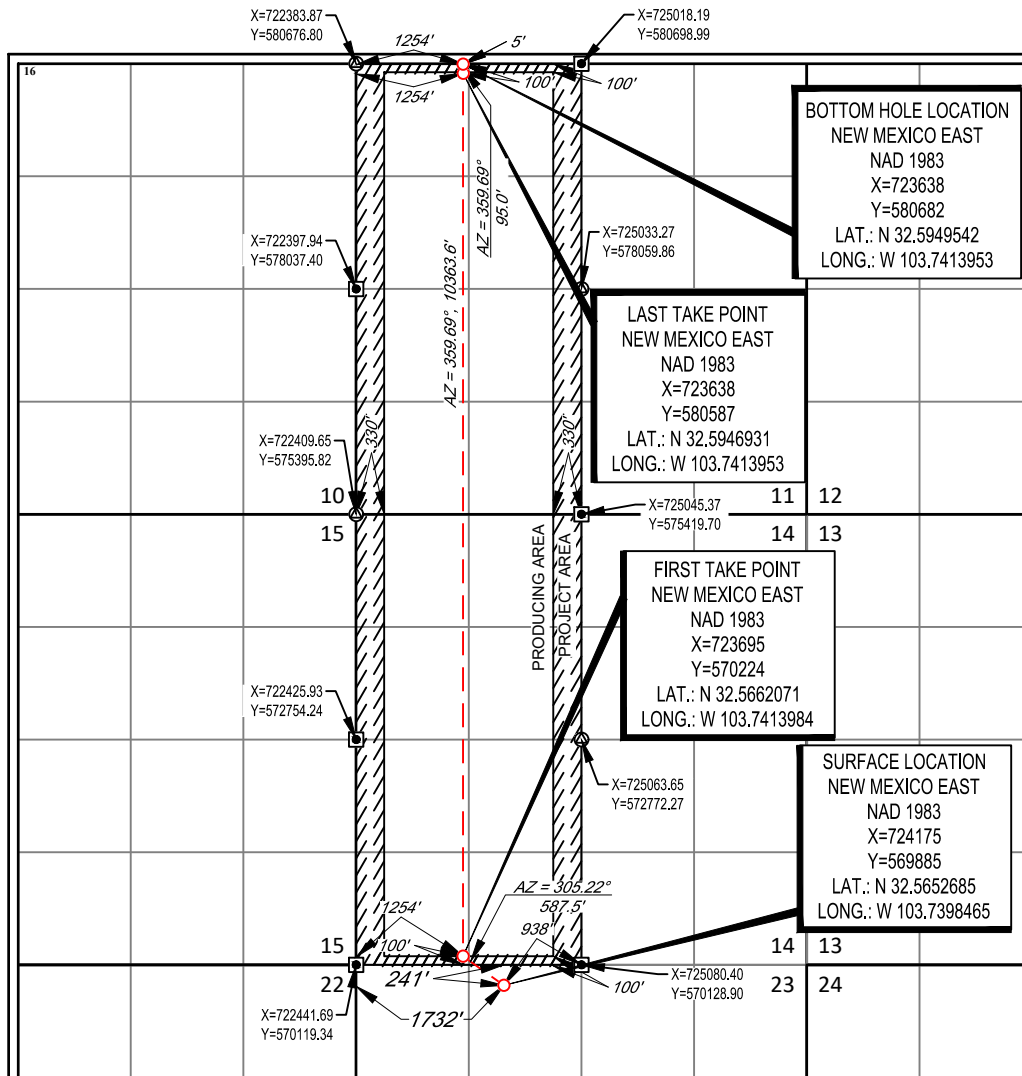 X=722383.87
Y=580676.80
1254'
5'
X=725018.19
Y=580698.99
16
1254'
100'
100'
AZ = 359.69°
95.0'
BOTTOM HOLE LOCATION
NEW MEXICO EAST
NAD 1983
X=723638
Y=580682
LAT.: N 32.5949542
LONG.: W 103.7413953
X=722397.94
Y=578037.40
X=725033.27
Y=578059.86
AZ = 359.69°, 10363.6'
LAST TAKE POINT
NEW MEXICO EAST
NAD 1983
X=723638
Y=580587
LAT.: N 32.5946931
LONG.: W 103.7413953
X=722409.65
Y=575395.82
330'
330'
10
11
12
15
14
13
X=725045.37
Y=575419.70
PRODUCING AREA
PROJECT AREA
FIRST TAKE POINT
NEW MEXICO EAST
NAD 1983
X=723695
Y=570224
LAT.: N 32.5662071
LONG.: W 103.7413984
X=722425.93
Y=572754.24
X=725063.65
Y=572772.27
SURFACE LOCATION
NEW MEXICO EAST
NAD 1983
X=724175
Y=569885
LAT.: N 32.5652685
LONG.: W 103.7398465
AZ = 305.22°
587.5'
1254'
938'
100'
15
14
13
22
241'
100'
X=725080.40
Y=570128.90
23
24
1732'
X=722441.69
Y=570119.34